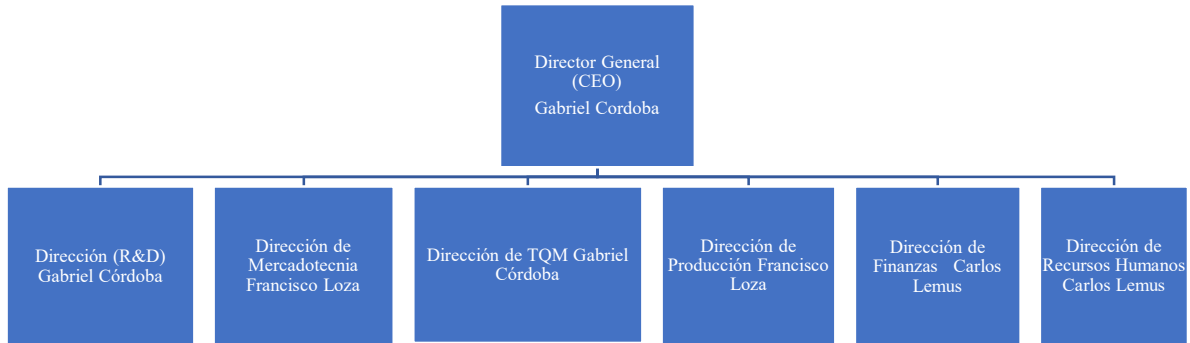 Director General
(CEO)
Gabriel Cordoba
Dirección (R&D)
Gabriel Córdoba
Dirección de
Mercadotecnia
Francisco Loza
Dirección de TQM Gabriel
Córdoba
Dirección de
Producción Francisco
Loza
Dirección de
Finanzas Carlos
Lemus
Dirección de
Recursos Humanos
Carlos Lemus